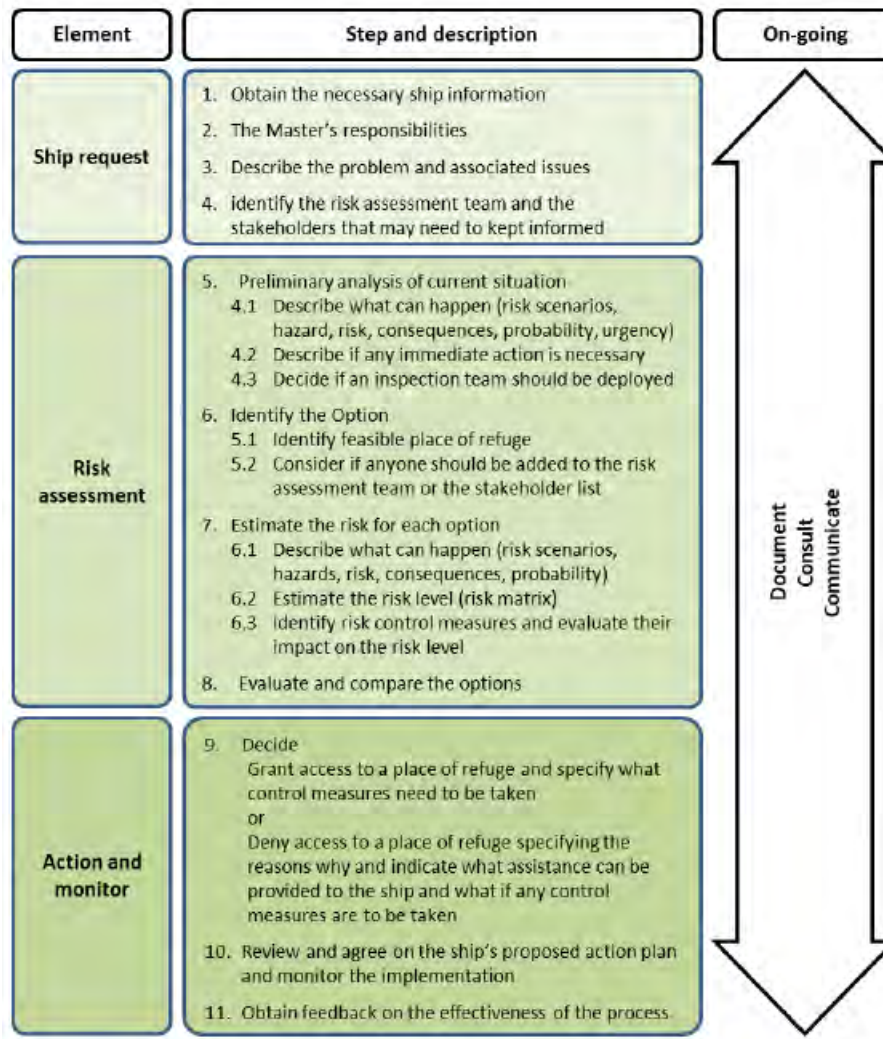 Element
Step and description
On-going
Ship request
1. Obtain the necessary ship information
2. The Master's responsibilities
3. Describe the problem and associated issues
4. identify the risk assessment team and the
stakeholders that may need to kept informed
Risk
assessment
5. Preliminary analysis of current situation
4.1 Describe what can happen (risk scenarios,
hazard, risk, consequences, probability, urgency)
4.2 Describe if any immediate action is necessary
4.3 Decide if an inspection team should be deployed
6. Identify the Option
5.1 Identify feasible place of refuge
5.2 Consider if anyone should be added to the risk
assessment team or the stakeholder list
7. Estimate the risk for each option
6.1 Describe what can happen (risk scenarios,
hazards, risk, consequences, probability)
6.2 Estimate the risk level (risk matrix)
6.3 Identify risk control measures and evaluate their
impact on the risk level
8. Evaluate and compare the options
Action and
monitor
9. Decide
Grant access to a place of refuge and specify what
control measures need to be taken
or
Deny access to a place of refuge specifying the
reasons why and indicate what assistance can be
provided to the ship and what if any control
measures are to be taken
10. Review and agree on the ship's proposed action plan
and monitor the implementation
11. Obtain feedback on the effectiveness of the process
Document
Consult
Communicate